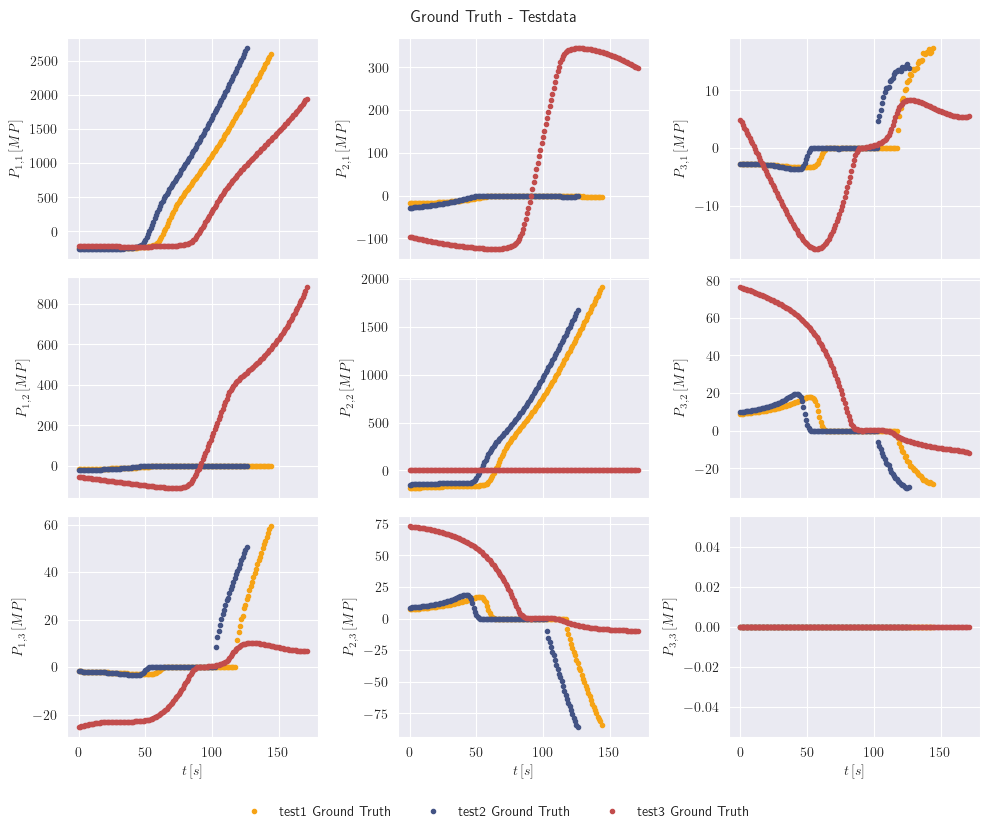 Ground Truth - Testdata
2500
2000
1500
1000
500
0
P_{1,1} [MP]
300
200
100
0
−100
P_{2,1} [MP]
10
0
−10
P_{3,1} [MP]
800
600
400
200
0
P_{1,2} [MP]
2000
1500
1000
500
0
P_{2,2} [MP]
80
60
40
20
0
−20
P_{3,2} [MP]
60
40
20
0
−20
P_{1,3} [MP]
0 50 100 150
t [s]
75
50
25
0
−25
−50
−75
P_{2,3} [MP]
0 50 100 150
t [s]
0.04
0.02
0.00
−0.02
−0.04
P_{3,3} [MP]
0 50 100 150
t [s]
test1 Ground Truth test2 Ground Truth test3 Ground Truth